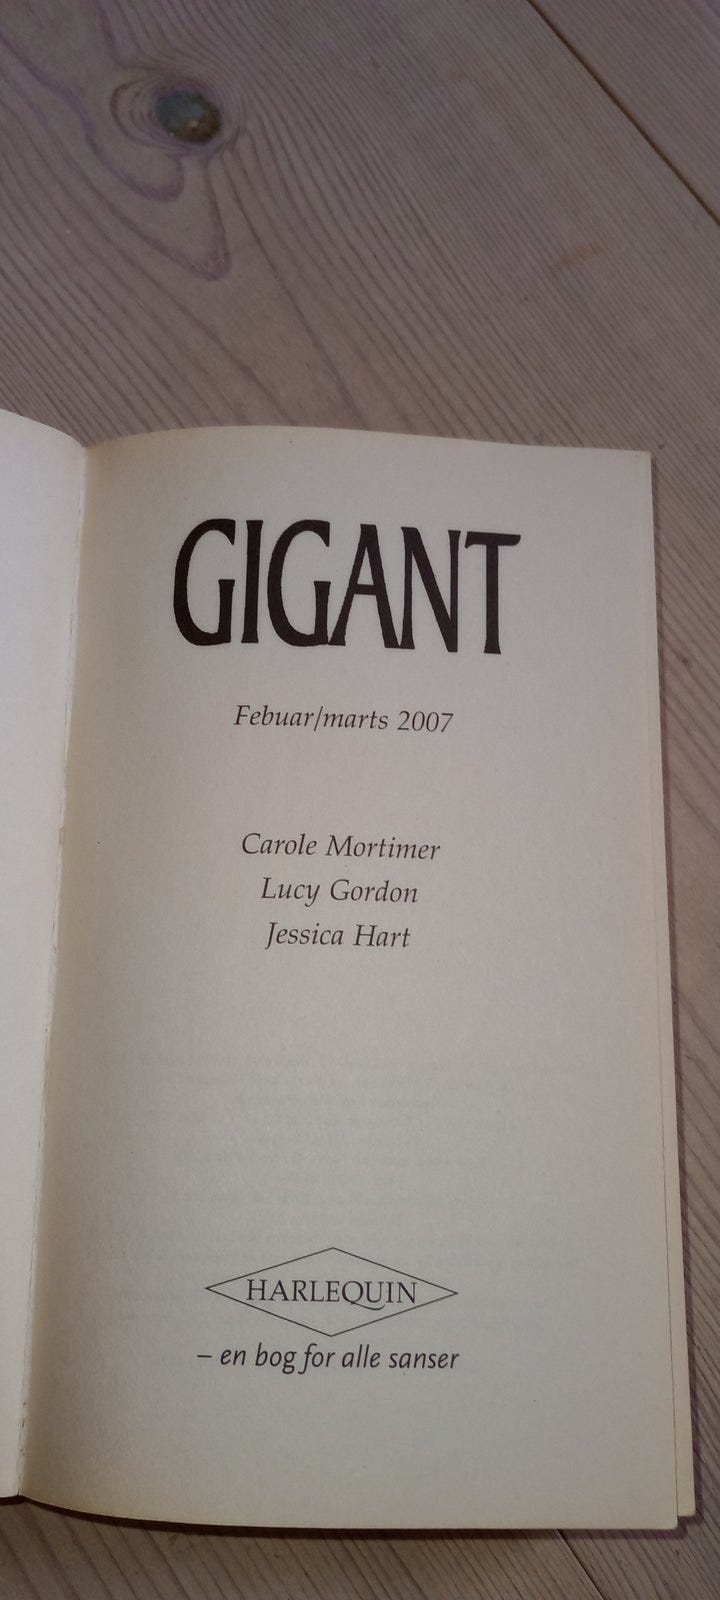 GIGANT
Febuar/marts 2007
Carole Mortimer
Lucy Gordon
Jessica Hart
HARLEQUIN
– en bog for alle sanser